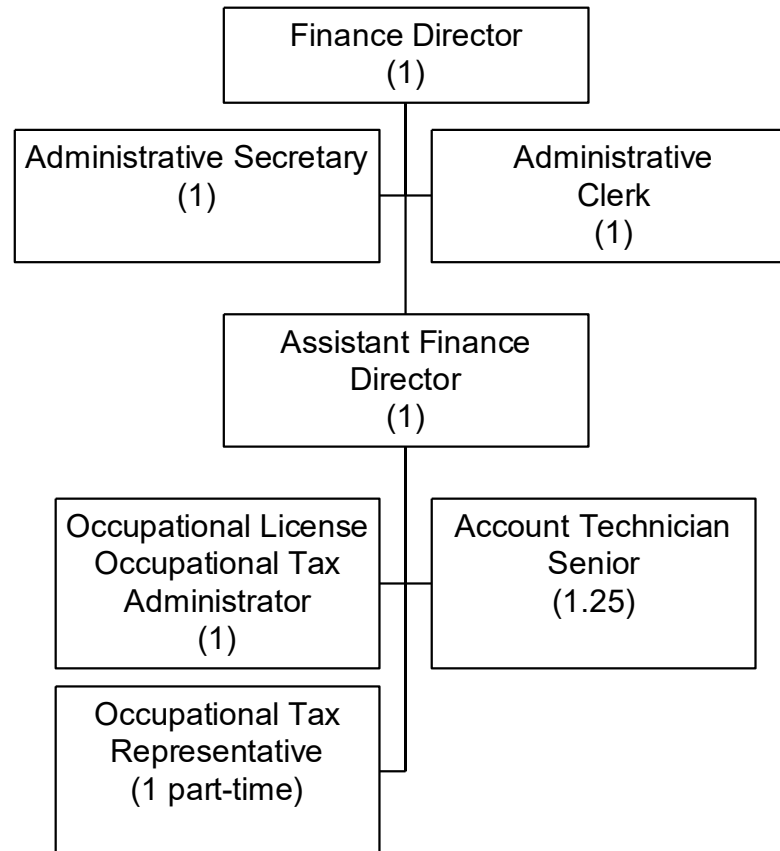 Finance Director
(1)
Administrative Secretary
(1)
Administrative
Clerk
(1)
Assistant Finance
Director
(1)
Occupational License
Occupational Tax
Administrator
(1)
Account Technician
Senior
(1.25)
Occupational Tax
Representative
(1 part-time)